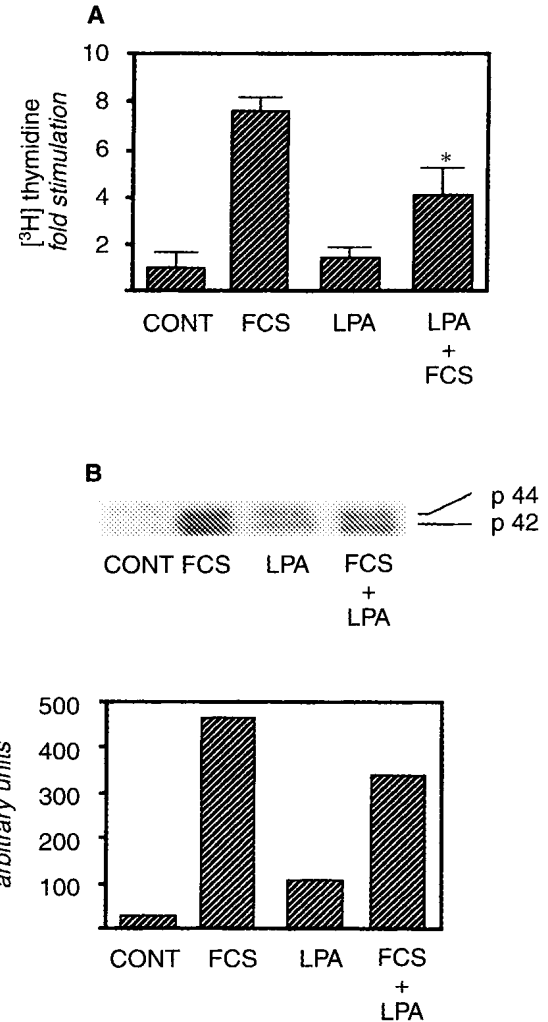 A
[³H] thymidine
fold stimulation
10
8
6
4
2
*
CONT FCS LPA LPA
+
FCS
B
p 44
p 42
CONT FCS LPA FCS
+
LPA
arbitrary units
500
400
300
200
100
CONT FCS LPA FCS
+
LPA